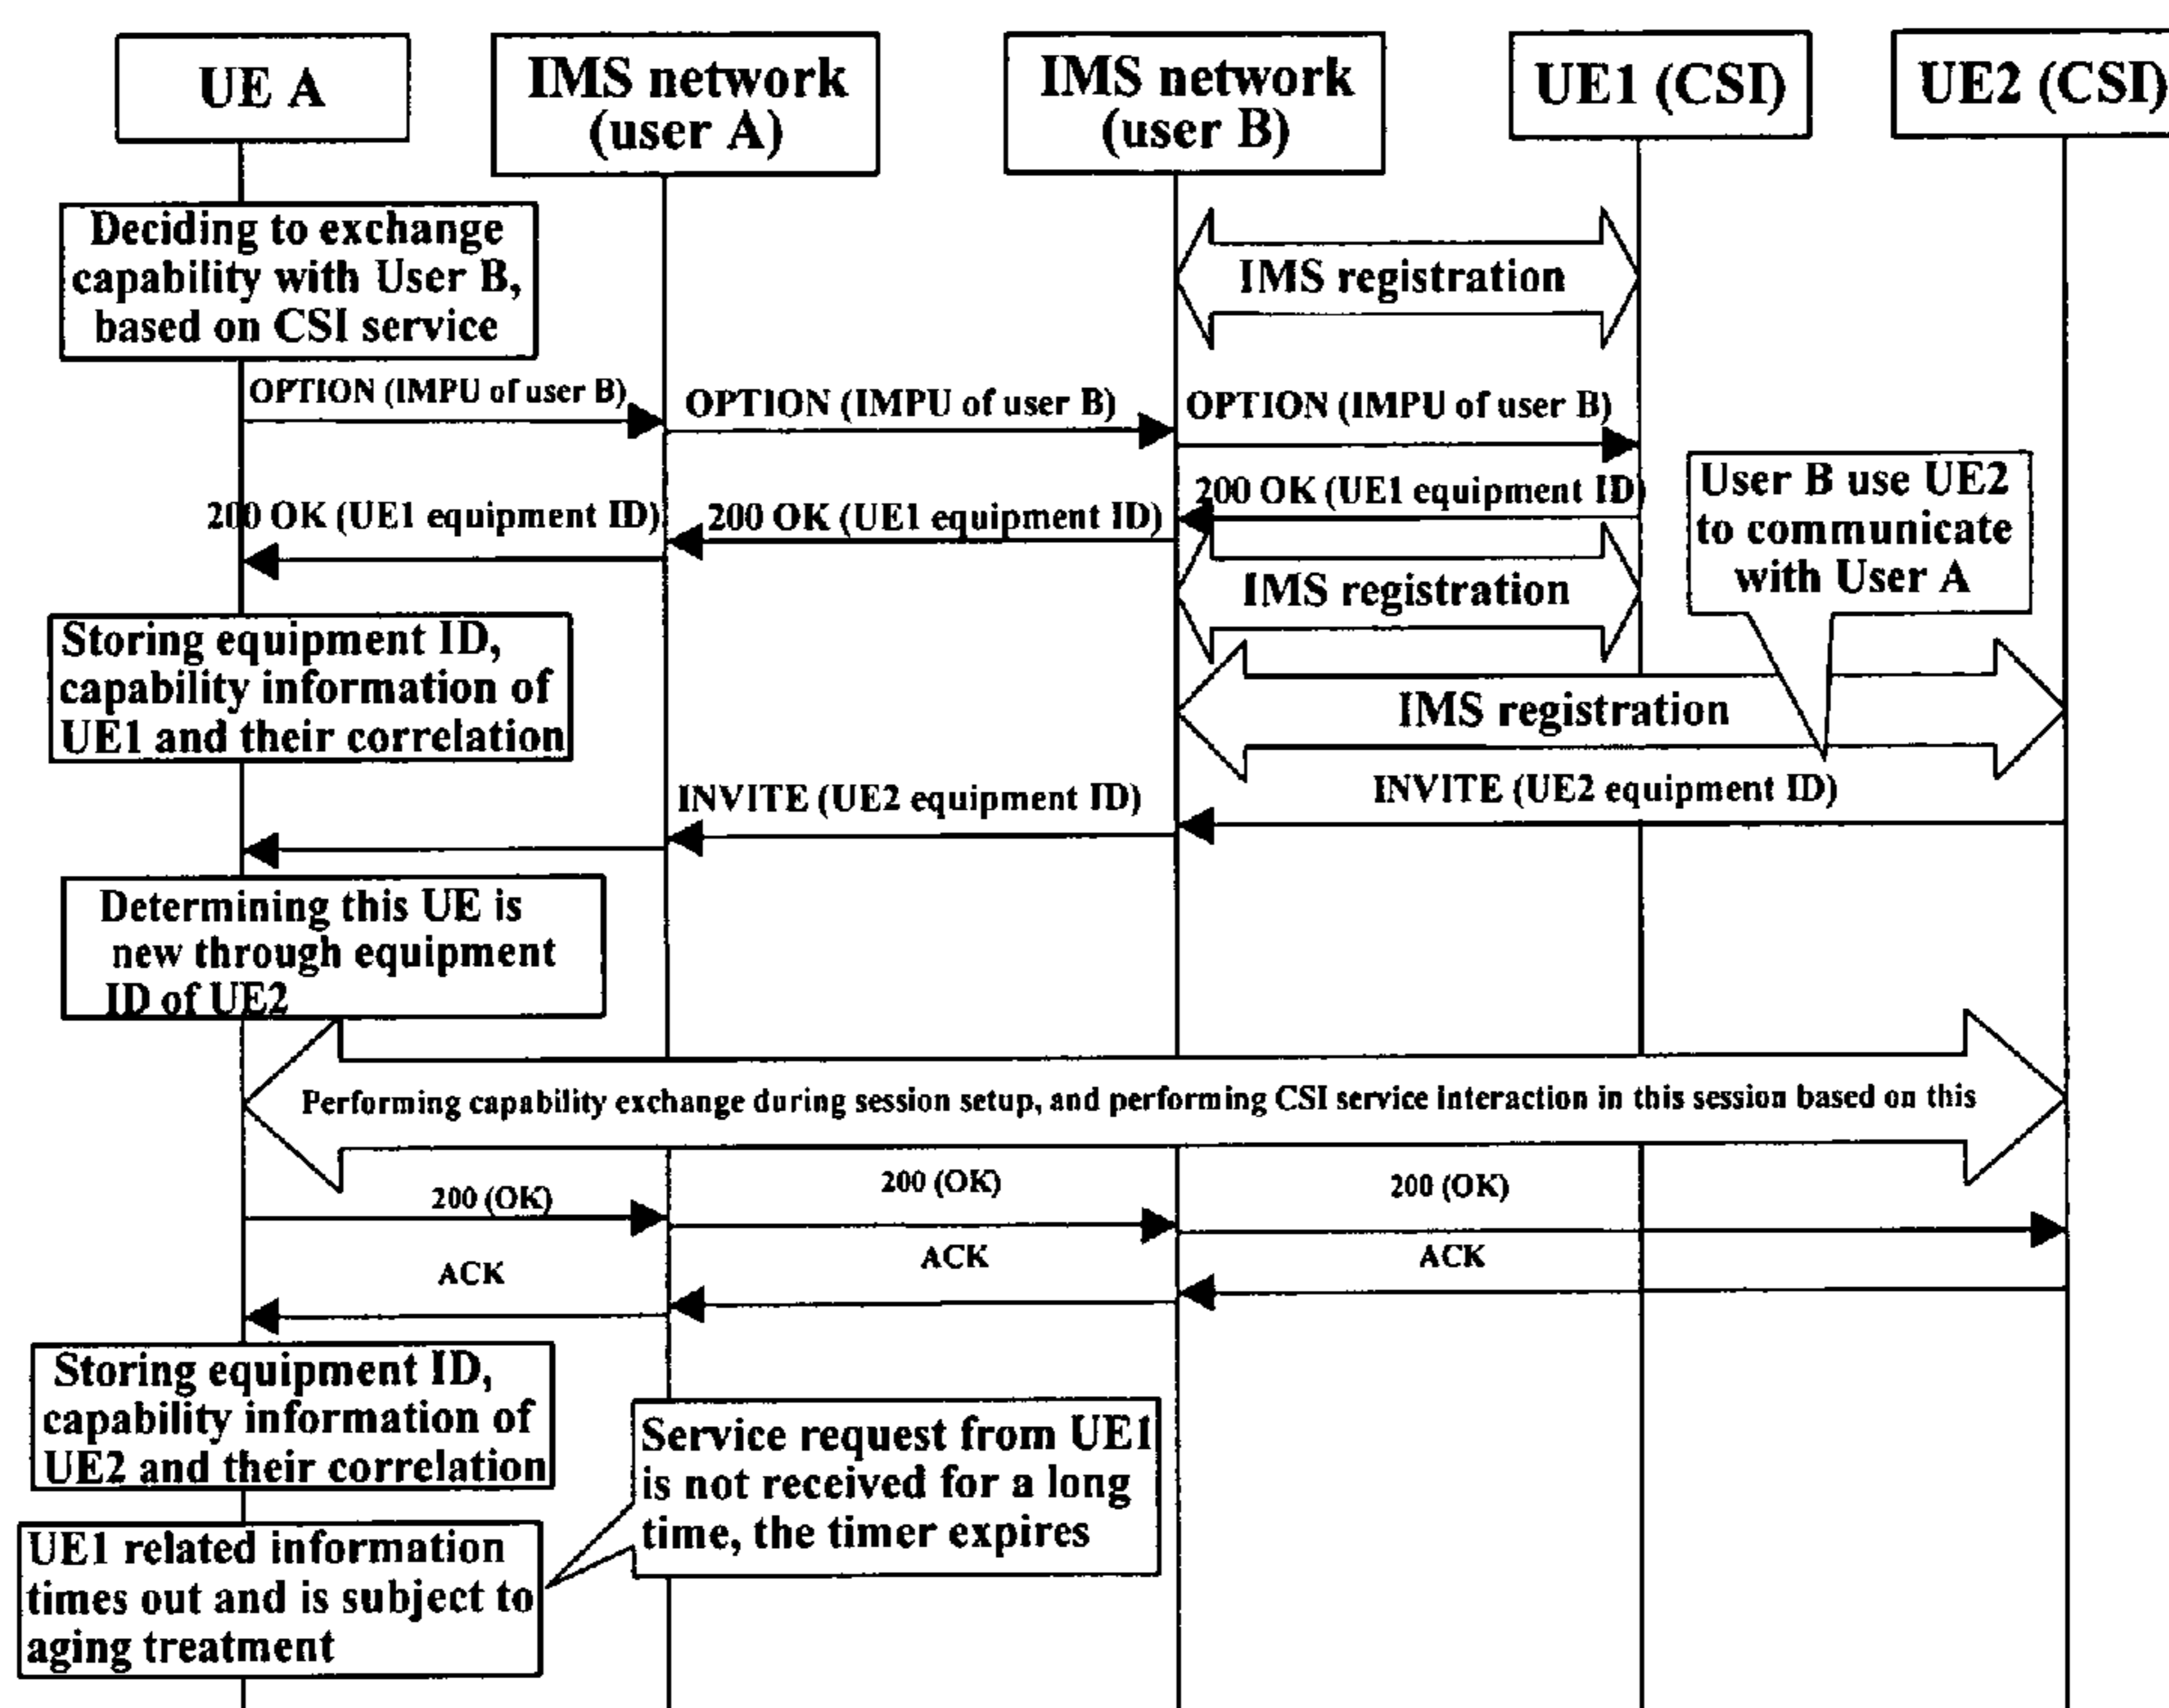 UE A
IMS network
(user A)
IMS network
(user B)
UE1 (CSI)
UE2 (CSI)
Deciding to exchange
capability with User B,
based on CSI service
IMS registration
OPTION (IMPU of user B)
OPTION (IMPU of user B)
OPTION (IMPU of user B)
200 OK (UE1 equipment ID)
200 OK (UE1 equipment ID)
200 OK (UE1 equipment ID)
User B use UE2
to communicate
with User A
IMS registration
Storing equipment ID,
capability information of
UE1 and their correlation
IMS registration
INVITE (UE2 equipment ID)
INVITE (UE2 equipment ID)
Determining this UE is
new through equipment
ID of UE2
Performing capability exchange during session setup, and performing CSI service interaction in this session based on this
200 (OK)
200 (OK)
200 (OK)
ACK
ACK
ACK
Storing equipment ID,
capability information of
UE2 and their correlation
Service request from UE1
is not received for a long
time, the timer expires
UE1 related information
times out and is subject to
aging treatment